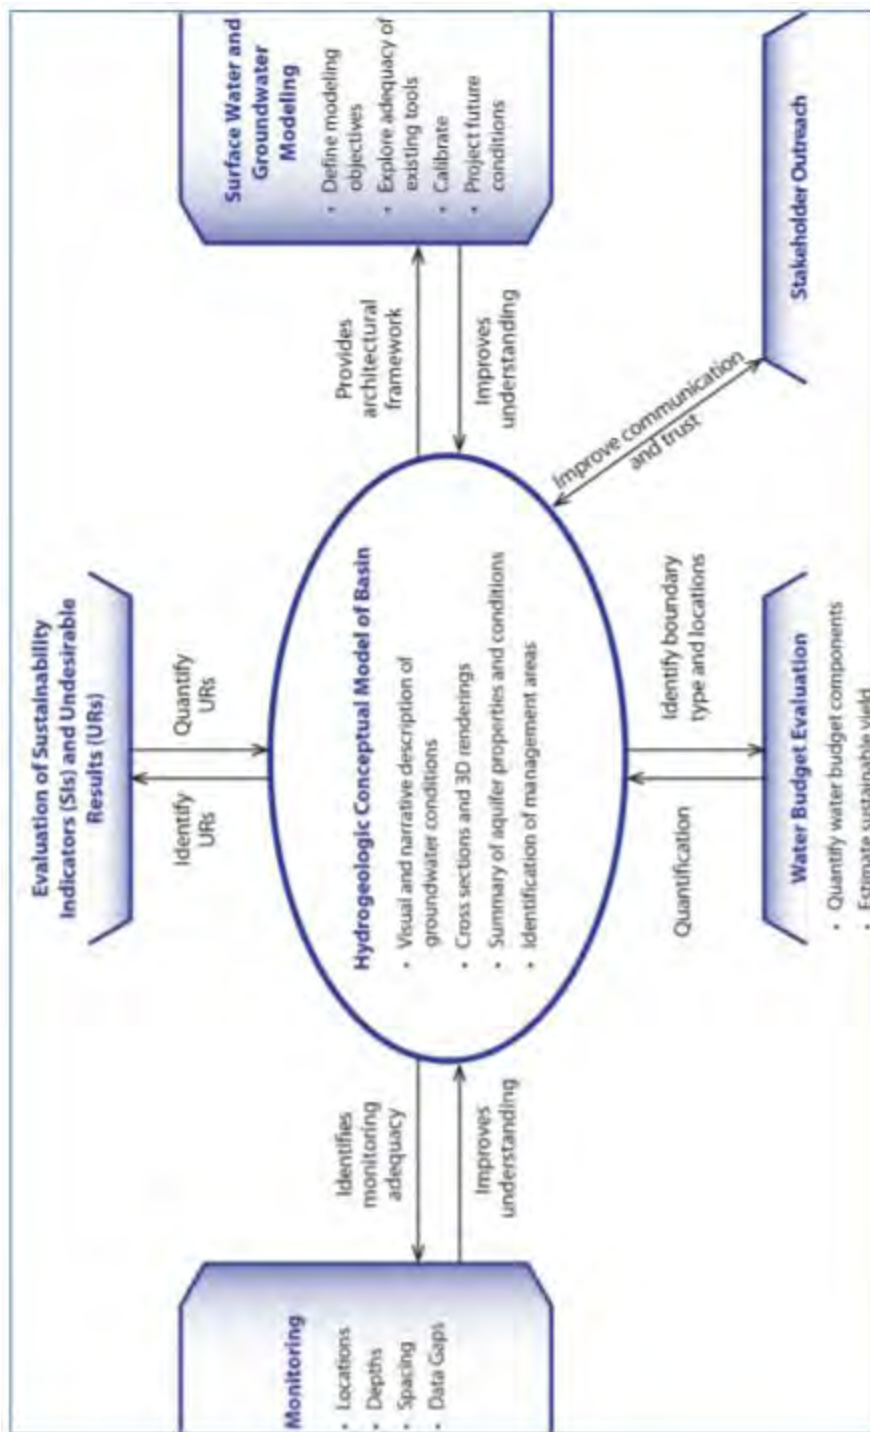 Evaluation of Sustainability
Indicators (SIs) and Undesirable
Results (URs)
Identify
URs
Quantify
URs
Monitoring
• Locations
• Depths
• Spacing
• Data Gaps
Identifies
monitoring
adequacy
Improves
understanding
Hydrogeologic Conceptual Model of Basin
• Visual and narrative description of
groundwater conditions
• Cross sections and 3D renderings
• Summary of aquifer properties and conditions
• Identification of management areas
Provides
architectural
framework
Improves
understanding
Surface Water and
Groundwater
Modeling
• Define modeling
objectives
• Explore adequacy of
existing tools
• Calibrate
• Project future
conditions
Quantification
Identify boundary
type and locations
Improve communication
and trust
Water Budget Evaluation
• Quantify water budget components
• Estimate sustainable yield
Stakeholder Outreach